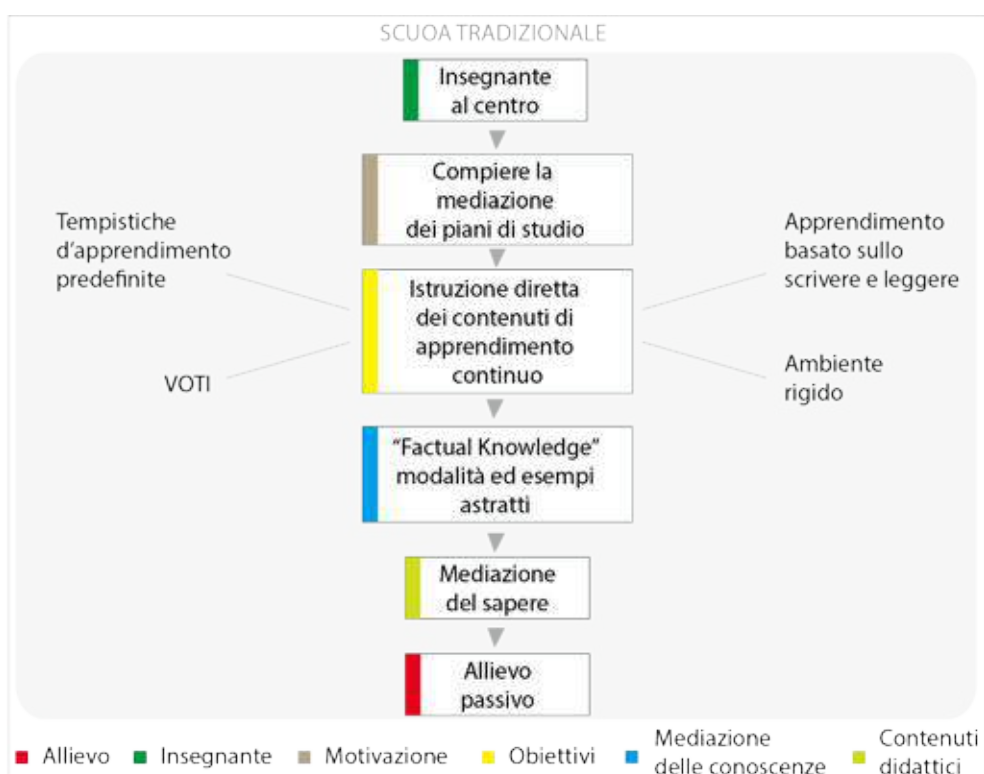 SCUOA TRADIZIONALE
Insegnante
al centro
Compiere la
mediazione
dei piani di studio
Tempistiche
d'apprendimento
predefinite
Apprendimento
basato sullo
scrivere e leggere
Istruzione diretta
dei contenuti di
apprendimento
continuo
VOTI
Ambiente
rigido
“Factual Knowledge”
modalità ed esempi
astratti
Mediazione
del sapere
Allievo
passivo
Allievo
Insegnante
Motivazione
Obiettivi
Mediazione
delle conoscenze
Contenuti
didattici